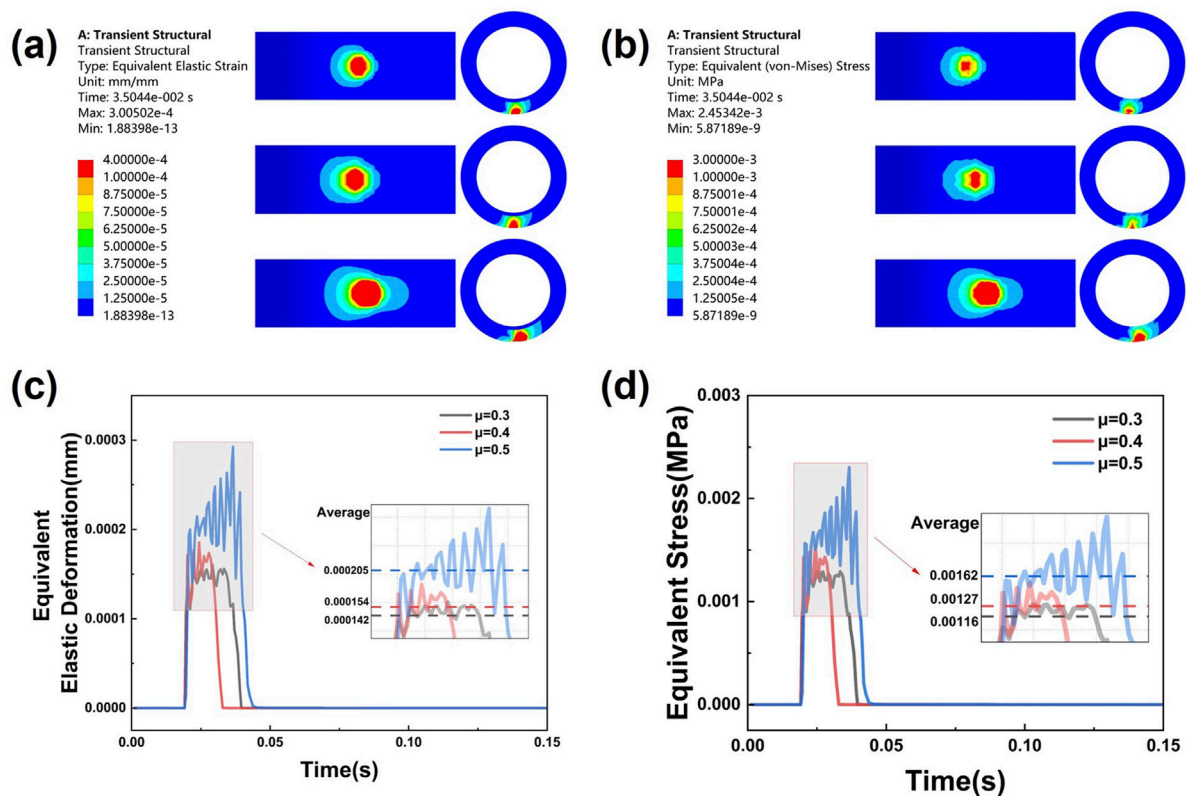 (a)
A: Transient Structural
Transient Structural
Type: Equivalent Elastic Strain
Unit: mm/mm
Time: 3.5044e-002 s
Max: 3.00502e-4
Min: 1.88398e-13
4.00000e-4
1.00000e-4
8.75000e-5
7.50000e-5
6.25000e-5
5.00000e-5
3.75000e-5
2.50000e-5
1.25000e-5
1.88398e-13
(b)
A: Transient Structural
Transient Structural
Type: Equivalent (von-Mises) Stress
Unit: MPa
Time: 3.5044e-002 s
Max: 2.45342e-3
Min: 5.87189e-9
3.00000e-3
1.00000e-3
8.75001e-4
7.50001e-4
6.25002e-4
5.00003e-4
3.75004e-4
2.50004e-4
1.25005e-4
5.87189e-9
(c)
Equivalent
Elastic Deformation(mm)
0.0003
0.0002
0.0001
0.0000
μ=0.3
μ=0.4
μ=0.5
Average
0.000205
0.000154
0.000142
0.00
0.05
0.10
0.15
Time(s)
(d)
Equivalent Stress(MPa)
0.003
0.002
0.001
0.000
μ=0.3
μ=0.4
μ=0.5
Average
0.00162
0.00127
0.00116
0.00
0.05
0.10
0.15
Time(s)